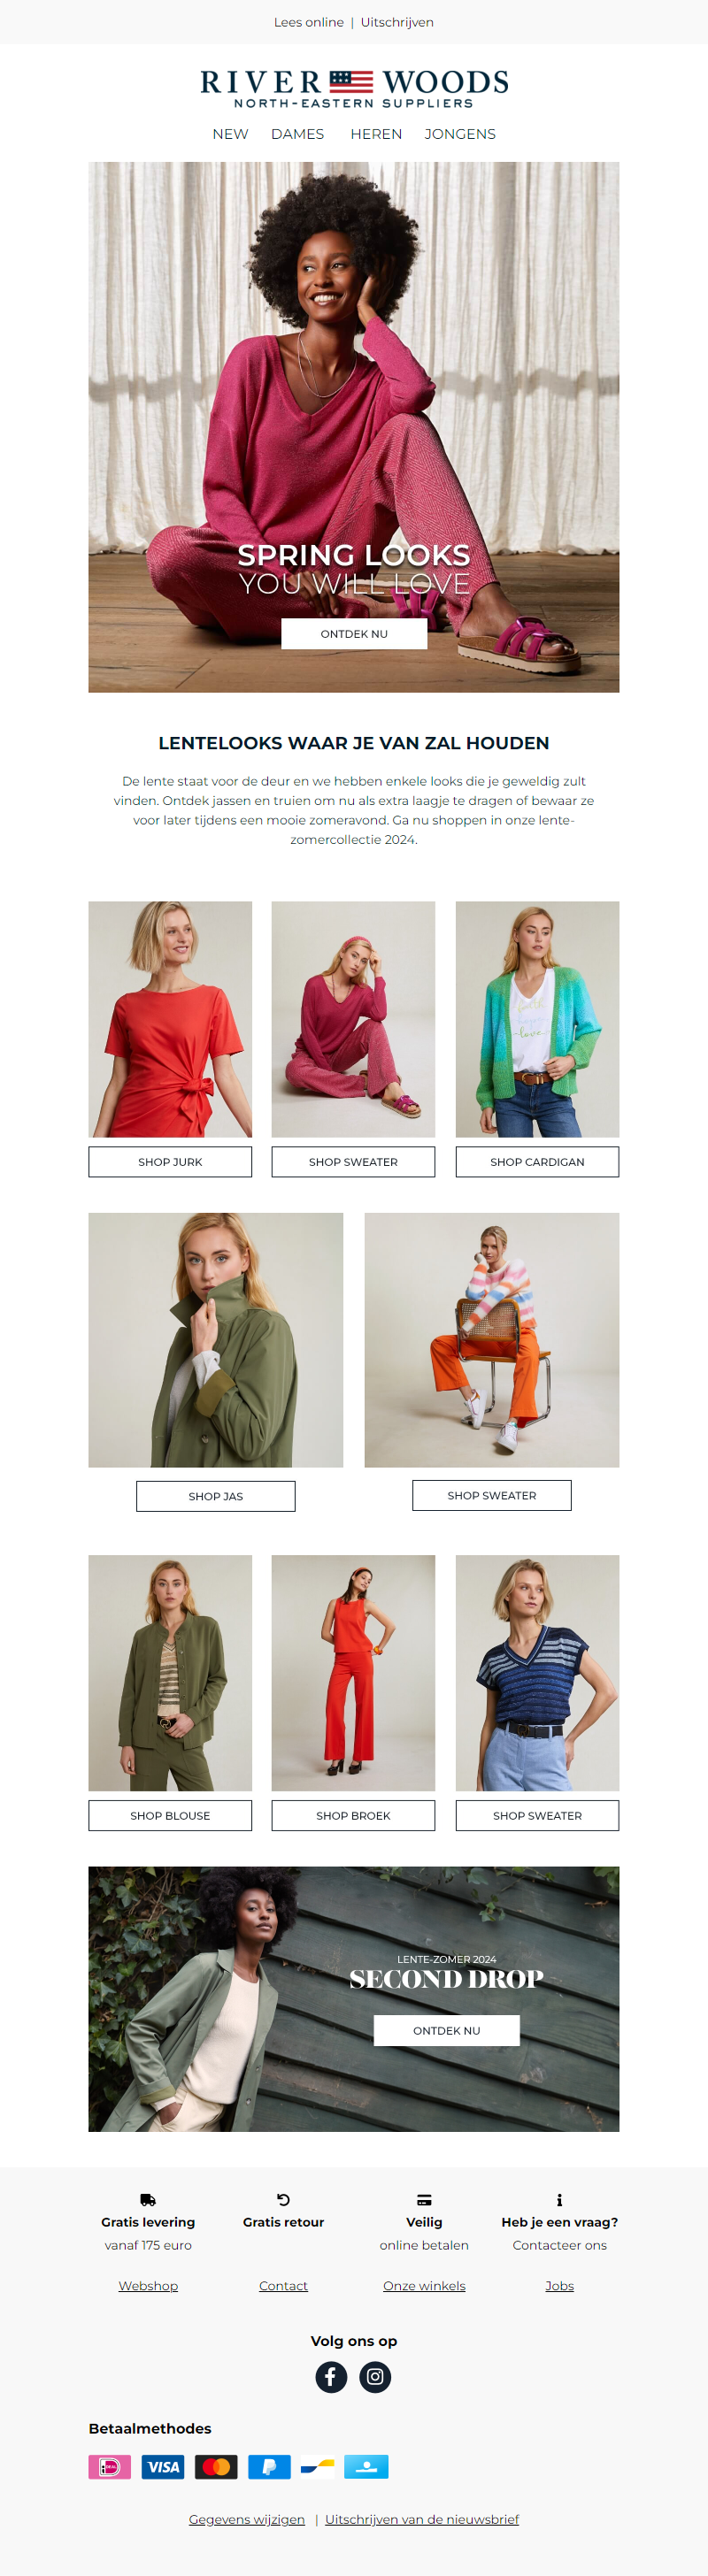 Lees online | Uitschrijven
RIVER WOODS
NORTH-EASTERN SUPPLIERS
NEW DAMES HEREN JONGENS
SPRING LOOKS
YOU WILL LOVE
ONTDEK NU
LENTELOOKS WAAR JE VAN ZAL HOUDEN
De lente staat voor de deur en we hebben enkele looks die je geweldig zult
vinden. Ontdek jassen en truien om nu als extra laagje te dragen of bewaar ze
voor later tijdens een mooie zomeravond. Ga nu shoppen in onze lente-
zomercollectie 2024.
love
SHOP JURK SHOP SWEATER SHOP CARDIGAN
SHOP JAS SHOP SWEATER
SHOP BLOUSE SHOP BROEK SHOP SWEATER
LENTE-ZOMER 2024
SECOND DROP
ONTDEK NU
Gratis levering Gratis retour Veilig Heb je een vraag?
vanaf 175 euro online betalen Contacteer ons
Webshop Contact Onze winkels Jobs
Volg ons op
Betaalmethodes
VISA
Gegevens wijzigen | Uitschrijven van de nieuwsbrief